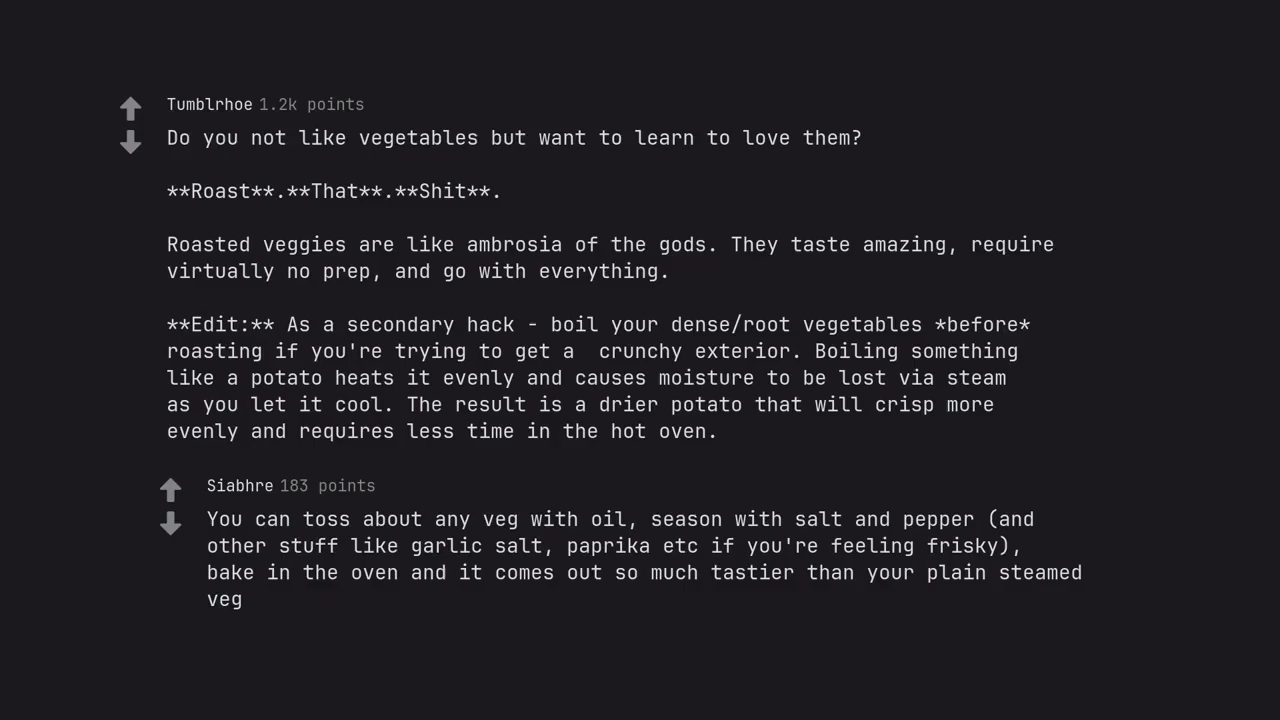 Tumblrhoe 1.2k points
Do you not like vegetables but want to learn to love them?
**Roast**.**That**.**Shit**.
Roasted veggies are like ambrosia of the gods. They taste amazing, require
virtually no prep, and go with everything.
**Edit:** As a secondary hack - boil your dense/root vegetables *before*
roasting if you're trying to get a  crunchy exterior. Boiling something
like a potato heats it evenly and causes moisture to be lost via steam
as you let it cool. The result is a drier potato that will crisp more
evenly and requires less time in the hot oven.
Siabhre 183 points
You can toss about any veg with oil, season with salt and pepper (and
other stuff like garlic salt, paprika etc if you're feeling frisky),
bake in the oven and it comes out so much tastier than your plain steamed
veg